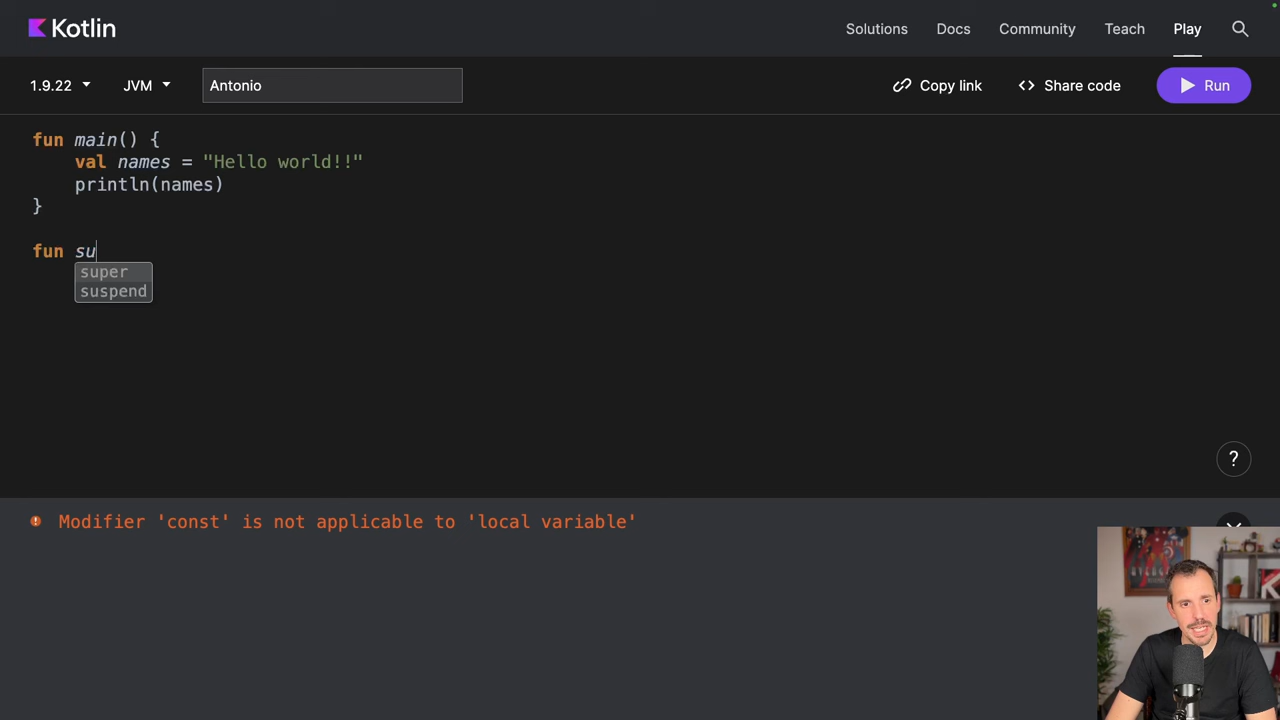 Kotlin
Solutions Docs Community Teach Play
1.9.22 JVM Antonio Copy link <> Share code Run
fun main() {
    val names = "Hello world!!"
    println(names)
}
fun su
super
suspend
?
Modifier 'const' is not applicable to 'local variable'